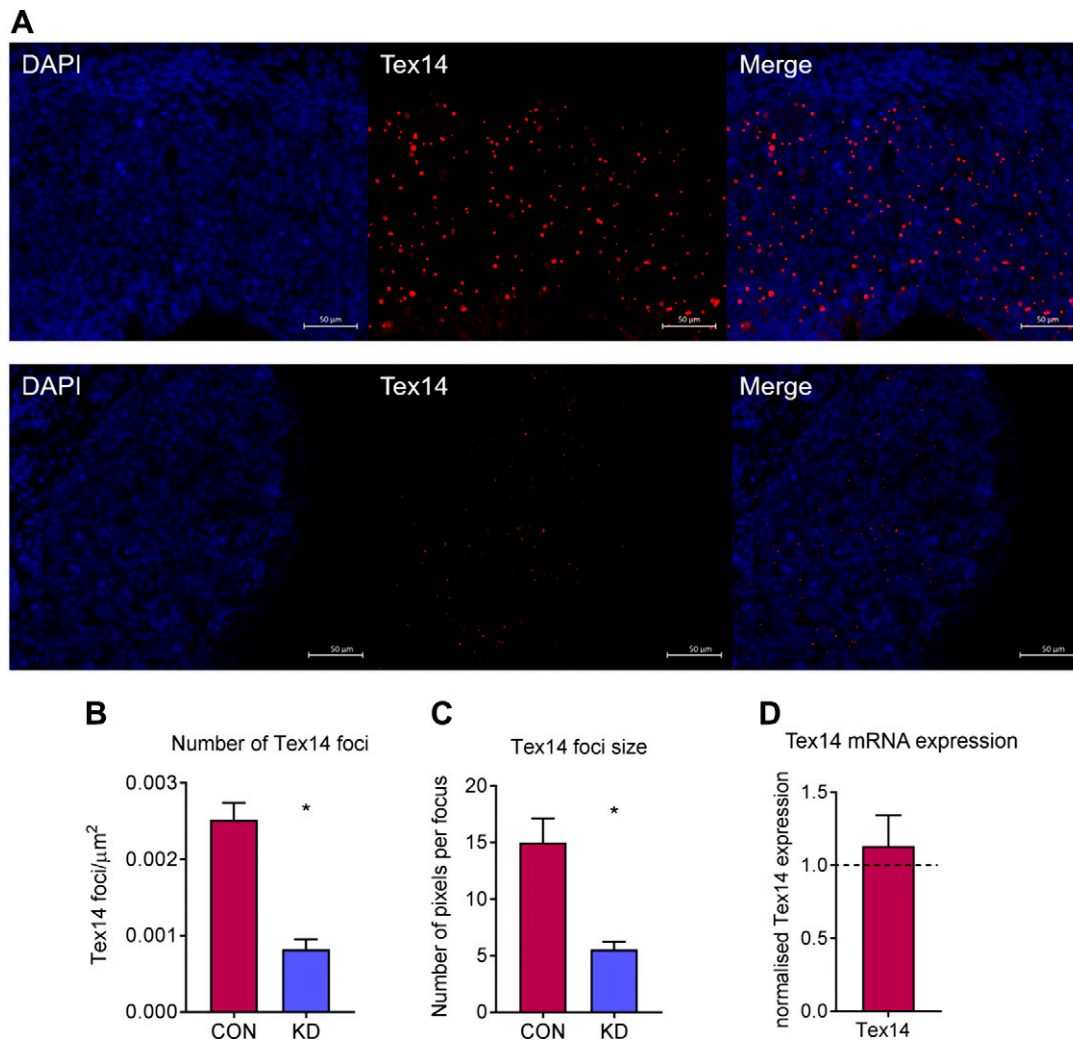 A
DAPI
Tex14
Merge
50 µm
50 µm
50 µm
DAPI
Tex14
Merge
50 µm
50 µm
50 µm
B
Number of Tex14 foci
Tex14 foci/µm²
0.003
0.002
0.001
0.000
CON
KD
*
C
Tex14 foci size
Number of pixels per focus
20
15
10
5
0
CON
KD
*
D
Tex14 mRNA expression
normalised Tex14 expression
1.5
1.0
0.5
0.0
Tex14